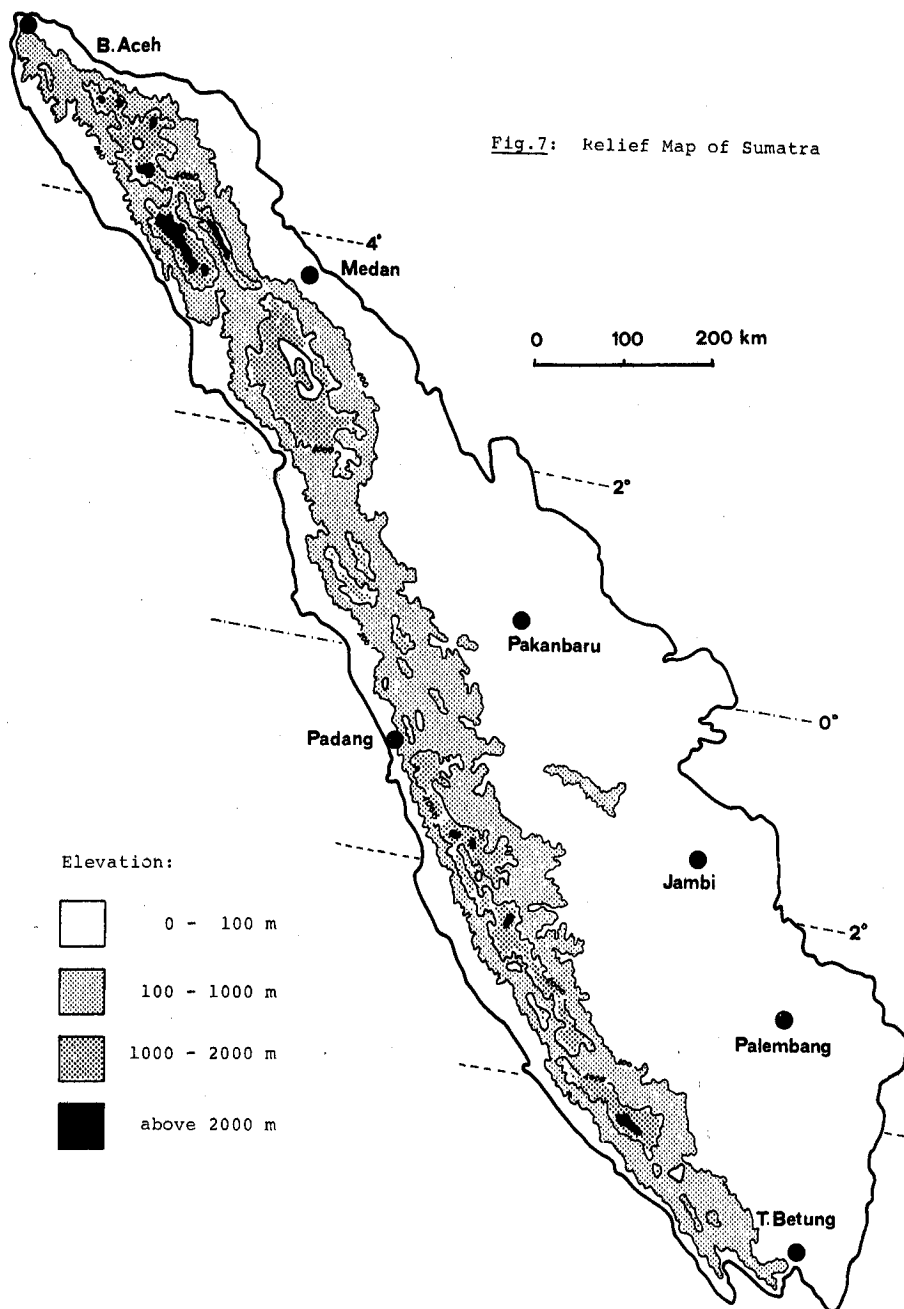 B.Aceh
Fig.7: Relief Map of Sumatra
4°
Medan
0 100 200 km
2°
Pakanbaru
0°
Padang
Elevation:
Jambi
0 - 100 m
2°
100 - 1000 m
Palembang
1000 - 2000 m
above 2000 m
T.Betung